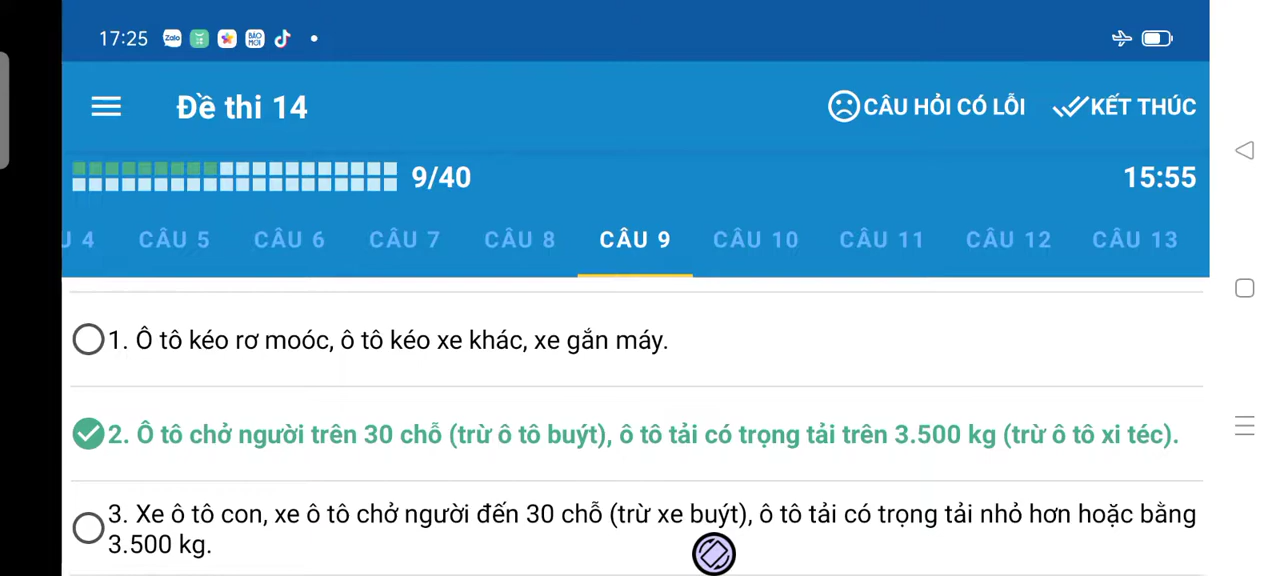 17:25 Zalo BÁO MỚI
Đề thi 14 CÂU HỎI CÓ LỖI KẾT THÚC
9/40 15:55
U 4 CÂU 5 CÂU 6 CÂU 7 CÂU 8 CÂU 9 CÂU 10 CÂU 11 CÂU 12 CÂU 13
1. Ô tô kéo rơ moóc, ô tô kéo xe khác, xe gắn máy.
2. Ô tô chở người trên 30 chỗ (trừ ô tô buýt), ô tô tải có trọng tải trên 3.500 kg (trừ ô tô xi téc).
3. Xe ô tô con, xe ô tô chở người đến 30 chỗ (trừ xe buýt), ô tô tải có trọng tải nhỏ hơn hoặc bằng
3.500 kg.